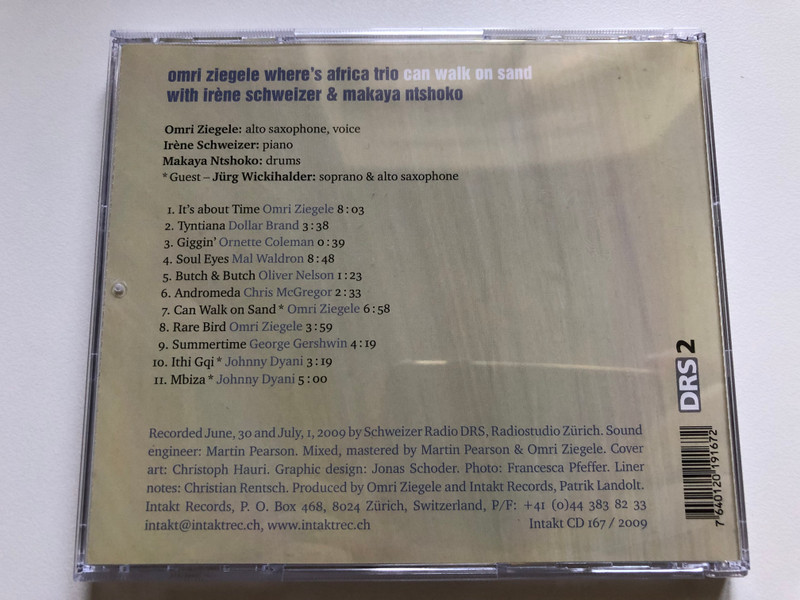 omri ziegele where's africa trio can walk on sand
with irène schweizer & makaya ntshoko
Omri Ziegele: alto saxophone, voice
Irène Schweizer: piano
Makaya Ntshoko: drums
* Guest – Jürg Wickihalder: soprano & alto saxophone
1. It's about Time Omri Ziegele 8:03
2. Tyntiana Dollar Brand 3:38
3. Giggin' Ornette Coleman 0:39
4. Soul Eyes Mal Waldron 8:48
5. Butch & Butch Oliver Nelson 1:23
6. Andromeda Chris McGregor 2:33
7. Can Walk on Sand * Omri Ziegele 6:58
8. Rare Bird Omri Ziegele 3:59
9. Summertime George Gershwin 4:19
10. Ithi Gqi * Johnny Dyani 3:19
11. Mbiza * Johnny Dyani 5:00
Recorded June, 30 and July, 1, 2009 by Schweizer Radio DRS, Radiostudio Zürich. Sound
engineer: Martin Pearson. Mixed, mastered by Martin Pearson & Omri Ziegele. Cover
art: Christoph Hauri. Graphic design: Jonas Schoder. Photo: Francesca Pfeffer. Liner
notes: Christian Rentsch. Produced by Omri Ziegele and Intakt Records, Patrik Landolt.
Intakt Records, P. O. Box 468, 8024 Zürich, Switzerland, P/F: +41 (0)44 383 82 33
intakt@intaktrec.ch, www.intaktrec.ch Intakt CD 167 / 2009
DRS 2
7 640120 191672